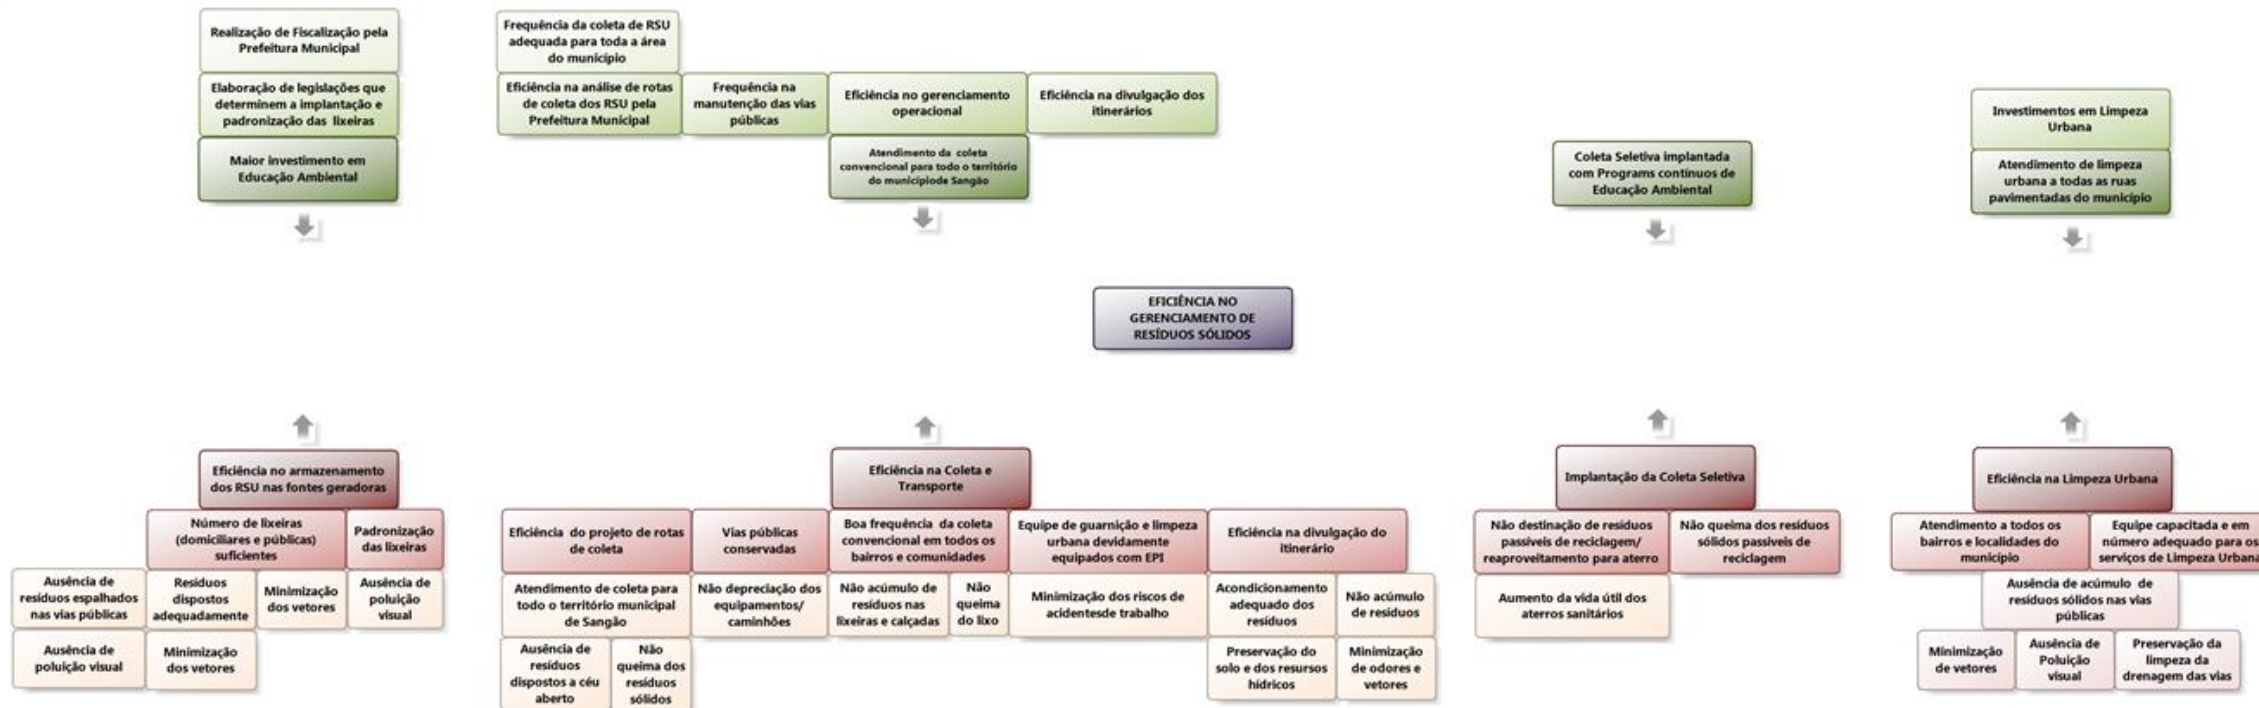 Realização de Fiscalização pela
Prefeitura Municipal
Elaboração de legislações que
determinem a implantação e
padronização das lixeiras
Maior investimento em
Educação Ambiental
Frequência da coleta de RSU
adequada para toda a área
do município
Eficiência na análise de rotas
de coleta dos RSU pela
Prefeitura Municipal
Frequência na
manutenção das vias
públicas
Eficiência no gerenciamento
operacional
Eficiência na divulgação dos
itinerários
Atendimento da coleta
convencional para todo o território
do municípiode Sangão
Coleta Seletiva implantada
com Programs contínuos de
Educação Ambiental
Investimentos em Limpeza
Urbana
Atendimento de limpeza
urbana a todas as ruas
pavimentadas do município
EFICIÊNCIA NO
GERENCIAMENTO DE
RESÍDUOS SÓLIDOS
Eficiência no armazenamento
dos RSU nas fontes geradoras
Número de lixeiras
(domiciliares e públicas)
suficientes
Padronização
das lixeiras
Ausência de
resíduos espalhados
nas vias públicas
Resíduos
dispostos
adequadamente
Minimização
dos vetores
Ausência de
poluição
visual
Ausência de
poluição visual
Minimização
dos vetores
Eficiência na Coleta e
Transporte
Eficiência do projeto de rotas
de coleta
Vias públicas
conservadas
Boa frequência da coleta
convencional em todos os
bairros e comunidades
Equipe de guarnição e limpeza
urbana devidamente
equipados com EPI
Eficiência na divulgação do
itinerário
Atendimento de coleta para
todo o território municipal
de Sangão
Não depreciação dos
equipamentos/
caminhões
Não acúmulo de
resíduos nas
lixeiras e calçadas
Não
queima
do lixo
Minimização dos riscos de
acidentesde trabalho
Acondicionamento
adequado dos
resíduos
Não acúmulo
de resíduos
Ausência de
resíduos
dispostos a céu
aberto
Não
queima dos
resíduos
sólidos
Preservação do
solo e dos resursos
hídricos
Minimização
de odores e
vetores
Implantação da Coleta Seletiva
Não destinação de resíduos
passíveis de reciclagem/
reaproveitamento para aterro
Não queima dos resíduos
sólidos passiveis de
reciclagem
Aumento da vida útil dos
aterros sanitários
Eficiência na Limpeza Urbana
Atendimento a todos os
bairros e localidades do
município
Equipe capacitada e em
número adequado para os
serviços de Limpeza Urbana
Ausência de acúmulo de
resíduos sólidos nas vias
públicas
Minimização
de vetores
Ausência de
Poluição
visual
Preservação da
limpeza da
drenagem das vias